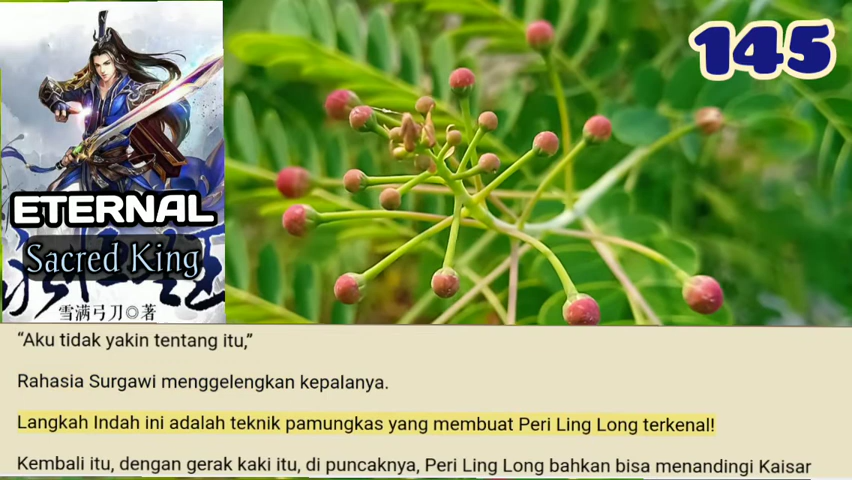 145
ETERNAL
Sacred King
雪满弓刀◎著
“Aku tidak yakin tentang itu,”
Rahasia Surgawi menggelengkan kepalanya.
Langkah Indah ini adalah teknik pamungkas yang membuat Peri Ling Long terkenal!
Kembali itu, dengan gerak kaki itu, di puncaknya, Peri Ling Long bahkan bisa menandingi Kaisar